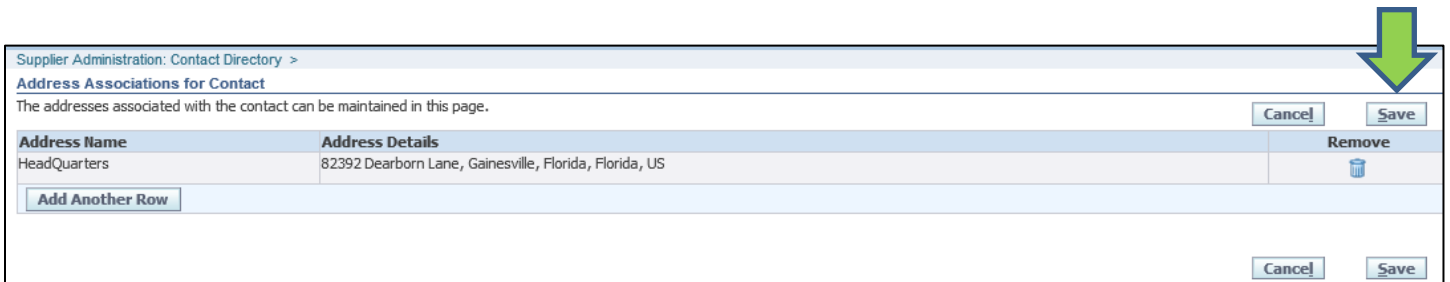 Supplier Administration: Contact Directory >
Address Associations for Contact
The addresses associated with the contact can be maintained in this page.
Cancel Save
Address Name Address Details Remove
HeadQuarters 82392 Dearborn Lane, Gainesville, Florida, Florida, US
Add Another Row
Cancel Save